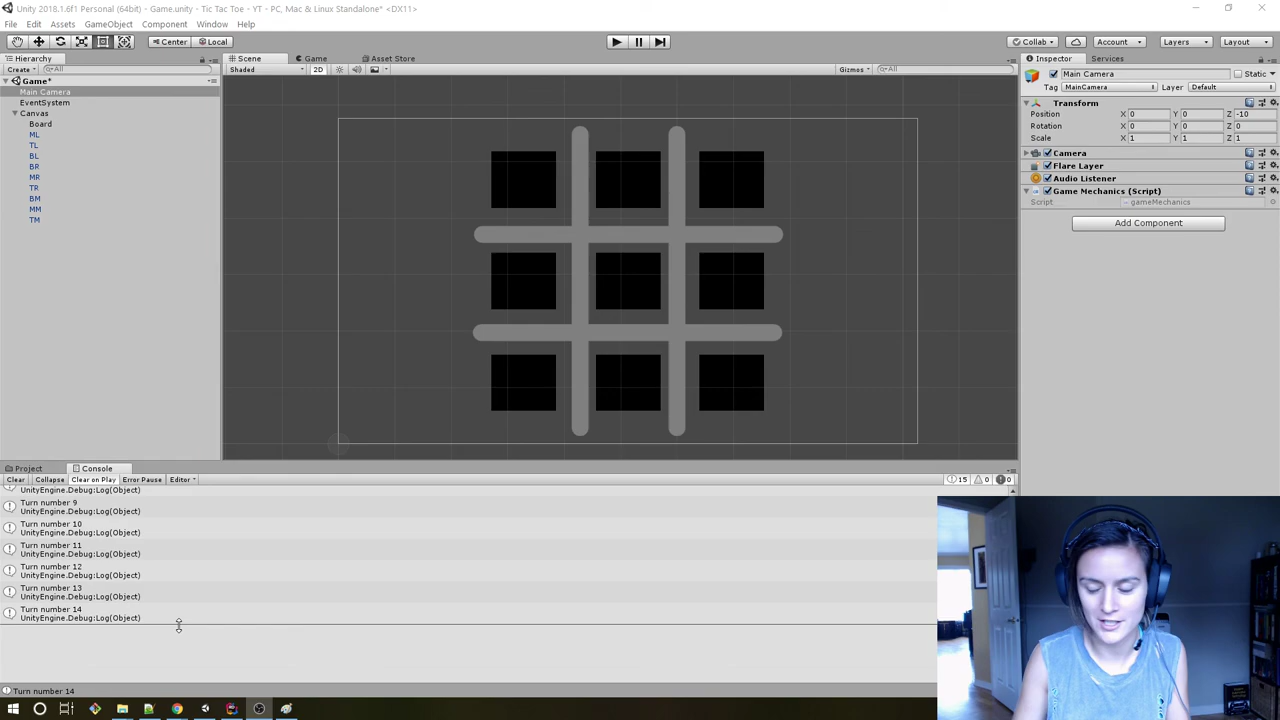 Unity 2018.1.6f1 Personal (64bit) - Game.unity - Tic Tac Toe - YT - PC, Mac & Linux Standalone* <DX11>
File Edit Assets GameObject Component Window Help
Center Local Collab Account Layers Layout
Hierarchy Scene Game Asset Store Inspector Services
Create All Shaded 2D Gizmos All
Game*
Main Camera
EventSystem
Canvas
Board
ML
TL
BL
BR
MR
TR
BM
MM
TM
Main Camera Static
Tag MainCamera Layer Default
Transform
Position X 0 Y 0 Z -10
Rotation X 0 Y 0 Z 0
Scale X 1 Y 1 Z 1
Camera
Flare Layer
Audio Listener
Game Mechanics (Script)
Script gameMechanics
Add Component
Project Console
Clear Collapse Clear on Play Error Pause Editor 15 0 0
UnityEngine.Debug:Log(Object)
Turn number 9
UnityEngine.Debug:Log(Object)
Turn number 10
UnityEngine.Debug:Log(Object)
Turn number 11
UnityEngine.Debug:Log(Object)
Turn number 12
UnityEngine.Debug:Log(Object)
Turn number 13
UnityEngine.Debug:Log(Object)
Turn number 14
UnityEngine.Debug:Log(Object)
Turn number 14